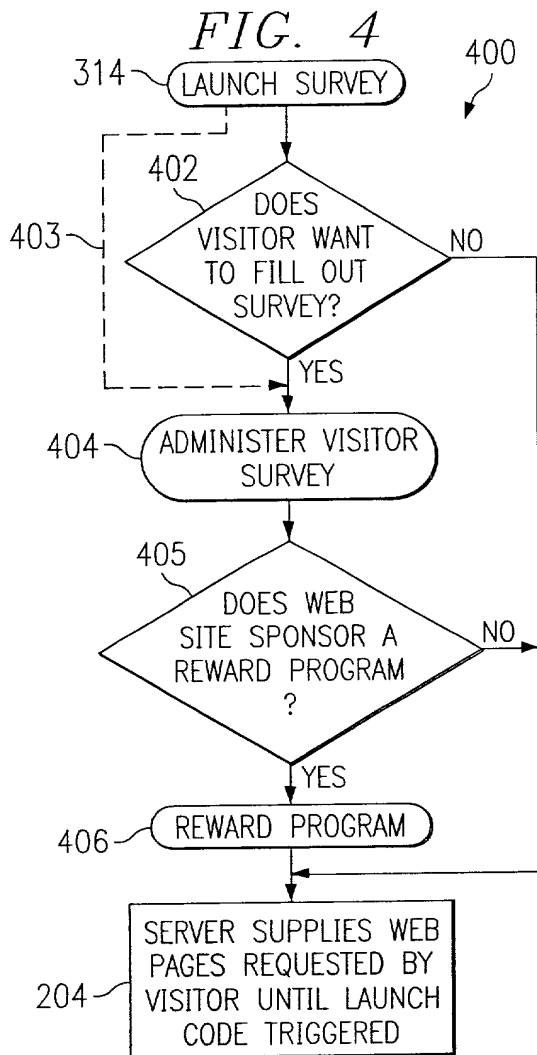 FIG. 4
314
LAUNCH SURVEY
400
402
DOES
VISITOR WANT
TO FILL OUT
SURVEY?
NO
403
YES
404
ADMINISTER VISITOR
SURVEY
405
DOES WEB
SITE SPONSOR A
REWARD PROGRAM
?
NO
YES
406
REWARD PROGRAM
204
SERVER SUPPLIES WEB
PAGES REQUESTED BY
VISITOR UNTIL LAUNCH
CODE TRIGGERED